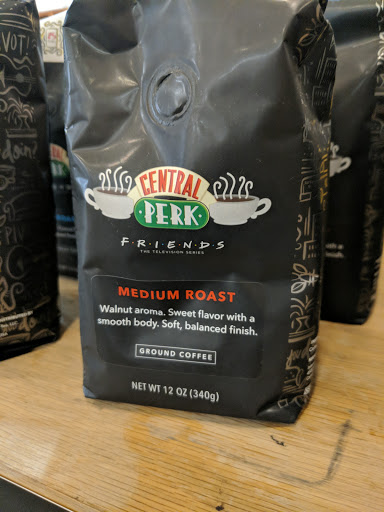 VOT!
CENTRAL
PERK
F·R·I·E·N·D·S
THE TELEVISION SERIES
MEDIUM ROAST
Walnut aroma. Sweet flavor with a
smooth body. Soft, balanced finish.
GROUND COFFEE
NET WT 12 OZ (340g)